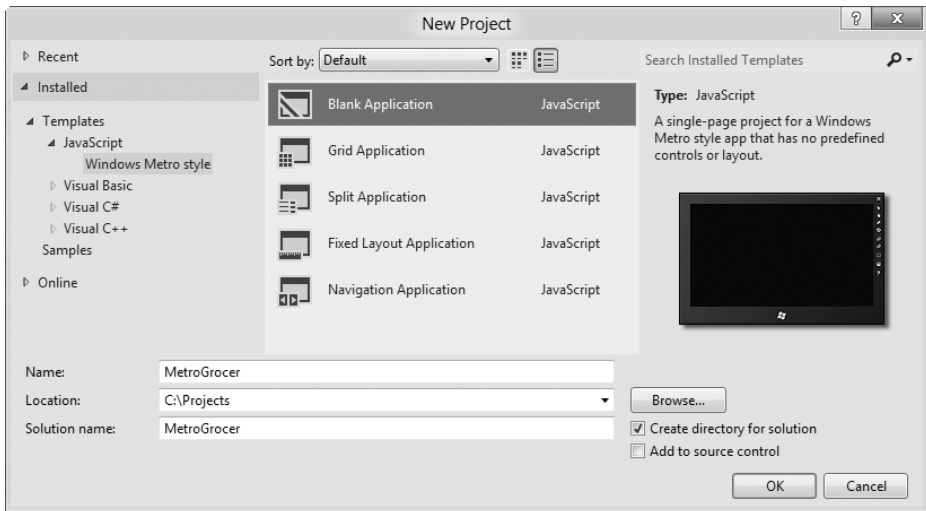 New Project
Recent
Installed
Templates
JavaScript
Windows Metro style
Visual Basic
Visual C#
Visual C++
Samples
Online
Sort by: Default
Blank Application JavaScript
Grid Application JavaScript
Split Application JavaScript
Fixed Layout Application JavaScript
Navigation Application JavaScript
Search Installed Templates
Type: JavaScript
A single-page project for a Windows
Metro style app that has no predefined
controls or layout.
Name: MetroGrocer
Location: C:\Projects
Browse...
Solution name: MetroGrocer
Create directory for solution
Add to source control
OK
Cancel